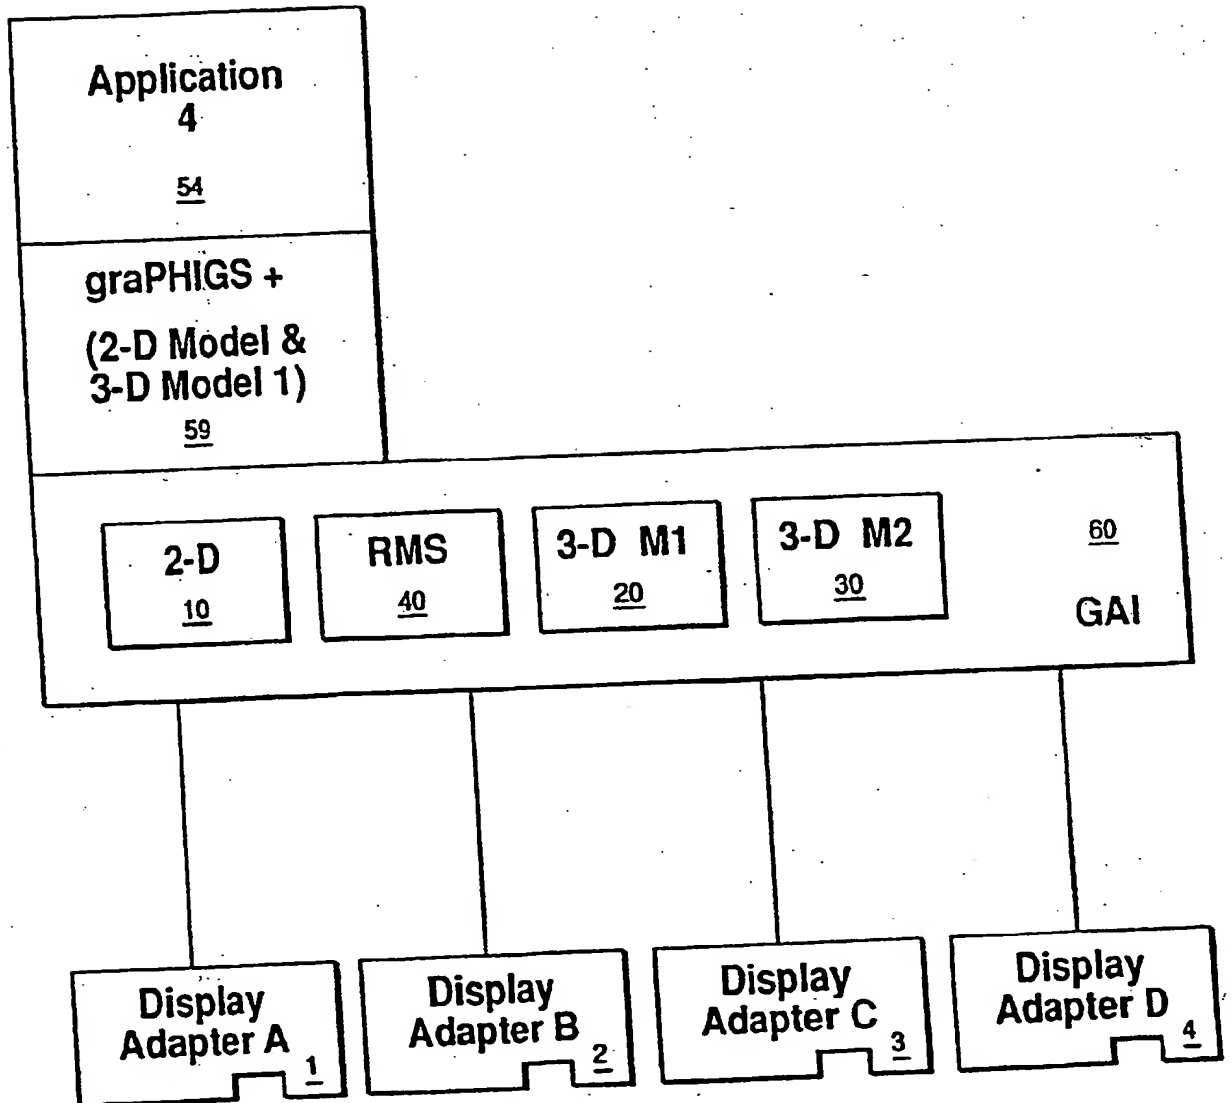 Application
4
54
graPHIGS +
(2-D Model &
3-D Model 1)
59
2-D
10
RMS
40
3-D M1
20
3-D M2
30
60
GAI
Display
Adapter A
1
Display
Adapter B
2
Display
Adapter C
3
Display
Adapter D
4